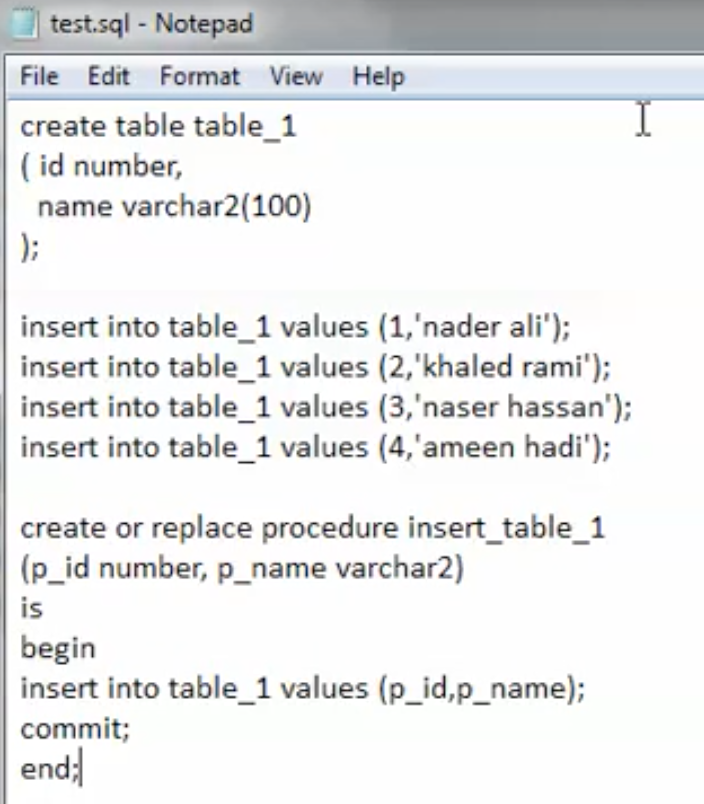 test.sql - Notepad
File Edit Format View Help
create table table_1
( id number,
  name varchar2(100)
);

insert into table_1 values (1,'nader ali');
insert into table_1 values (2,'khaled rami');
insert into table_1 values (3,'naser hassan');
insert into table_1 values (4,'ameen hadi');

create or replace procedure insert_table_1
(p_id number, p_name varchar2)
is
begin
insert into table_1 values (p_id,p_name);
commit;
end;